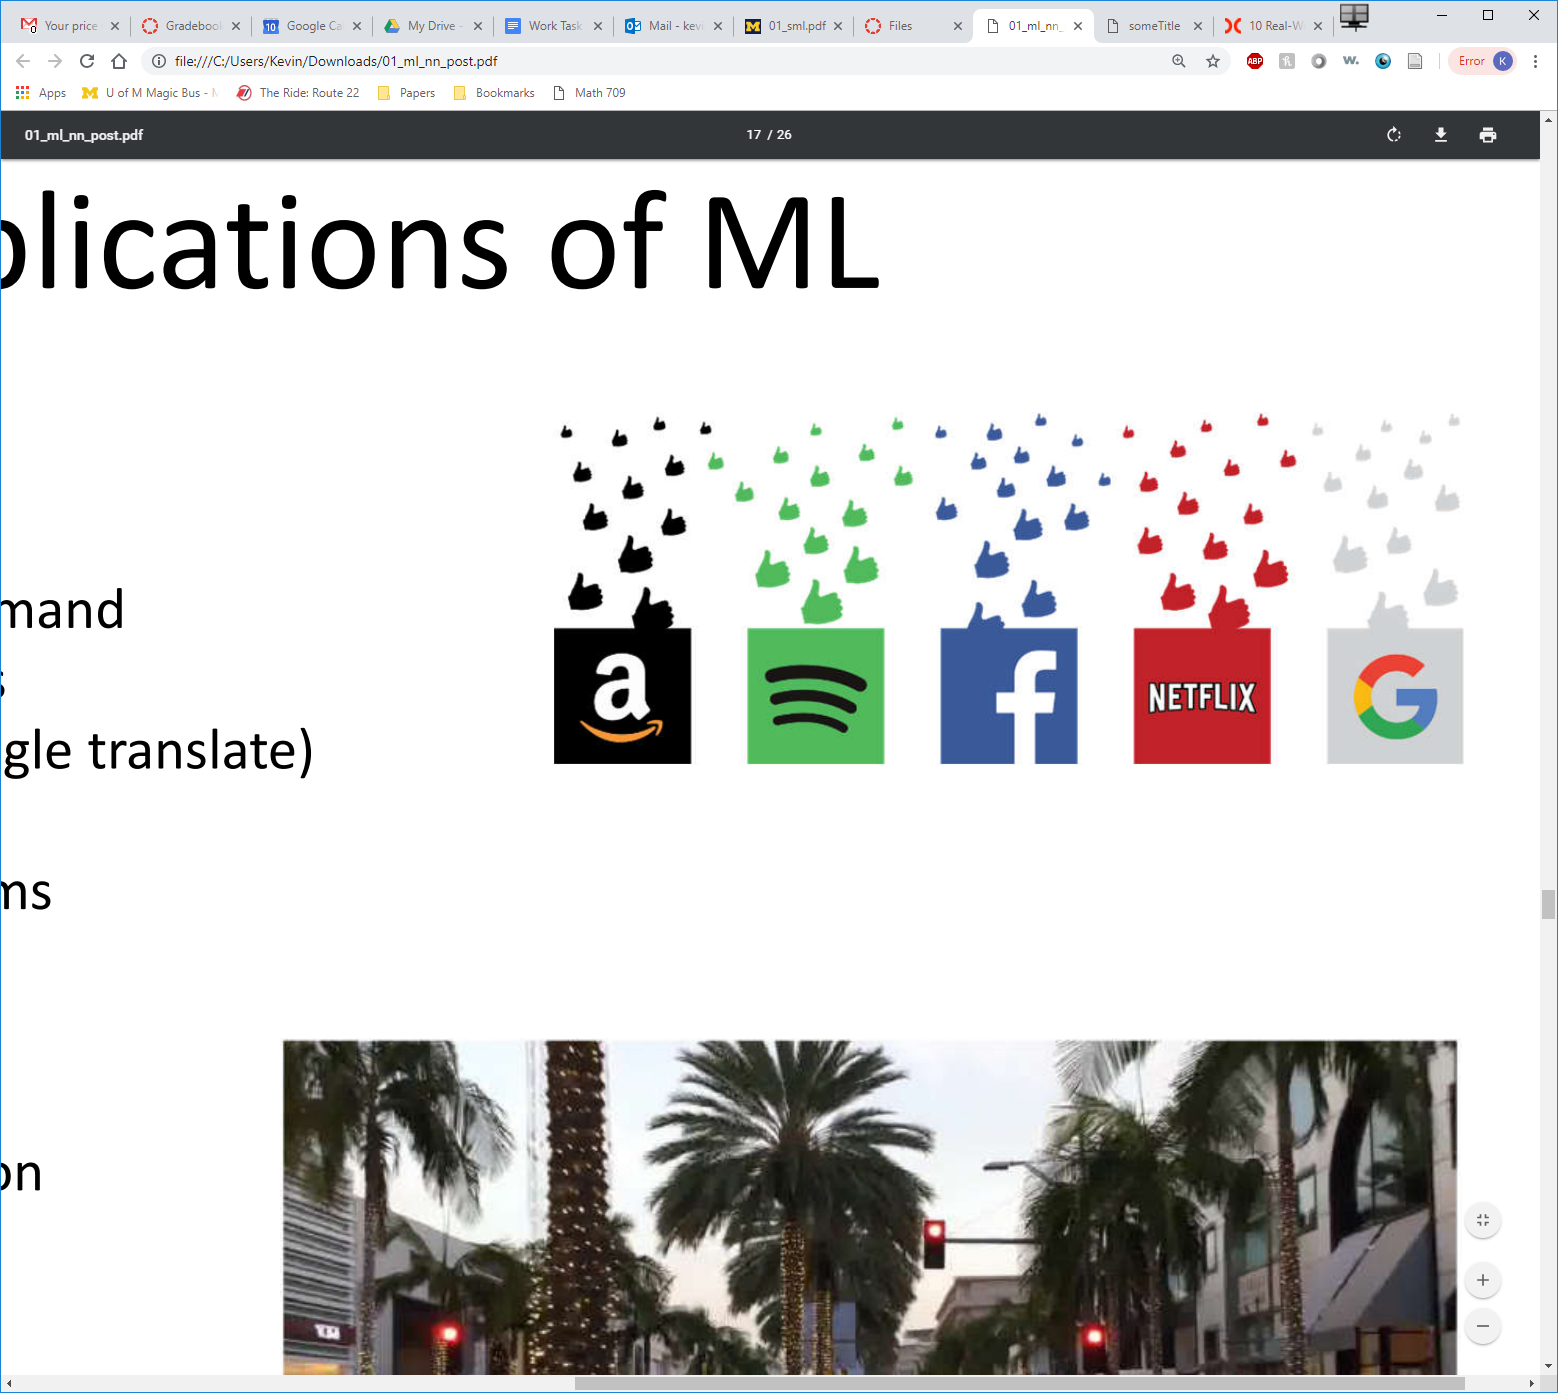 Your price
Gradebook
Google Ca
My Drive -
Work Task
Mail - kevi
01_sml.pdf
Files
01_ml_nn_
someTitle
10 Real-W
file:///C:/Users/Kevin/Downloads/01_ml_nn_post.pdf
ABP
w.
Error
K
Apps
U of M Magic Bus - M
The Ride: Route 22
Papers
Bookmarks
Math 709
01_ml_nn_post.pdf
17 / 26
plications of ML
mand
s
gle translate)
ms
on
a
f
NETFLIX
G